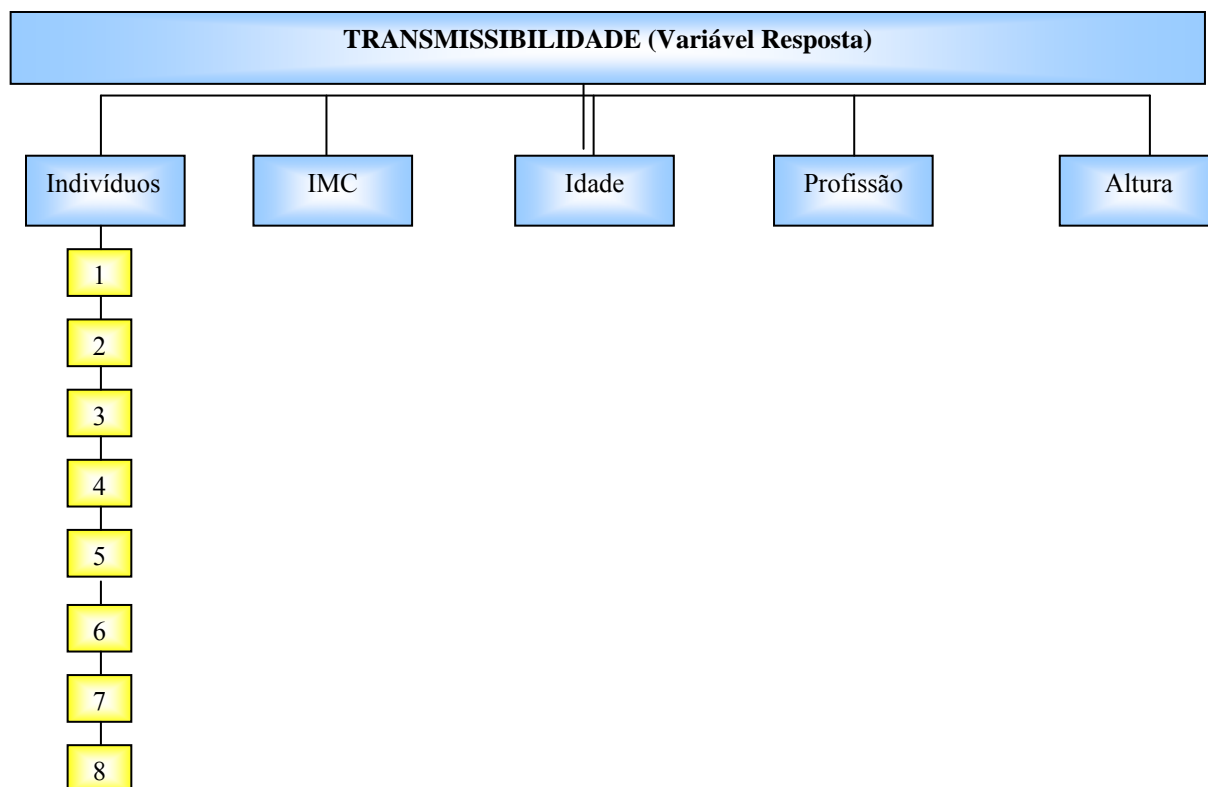 TRANSMISSIBILIDADE (Variável Resposta)
Indivíduos
IMC
Idade
Profissão
Altura
1
2
3
4
5
6
7
8